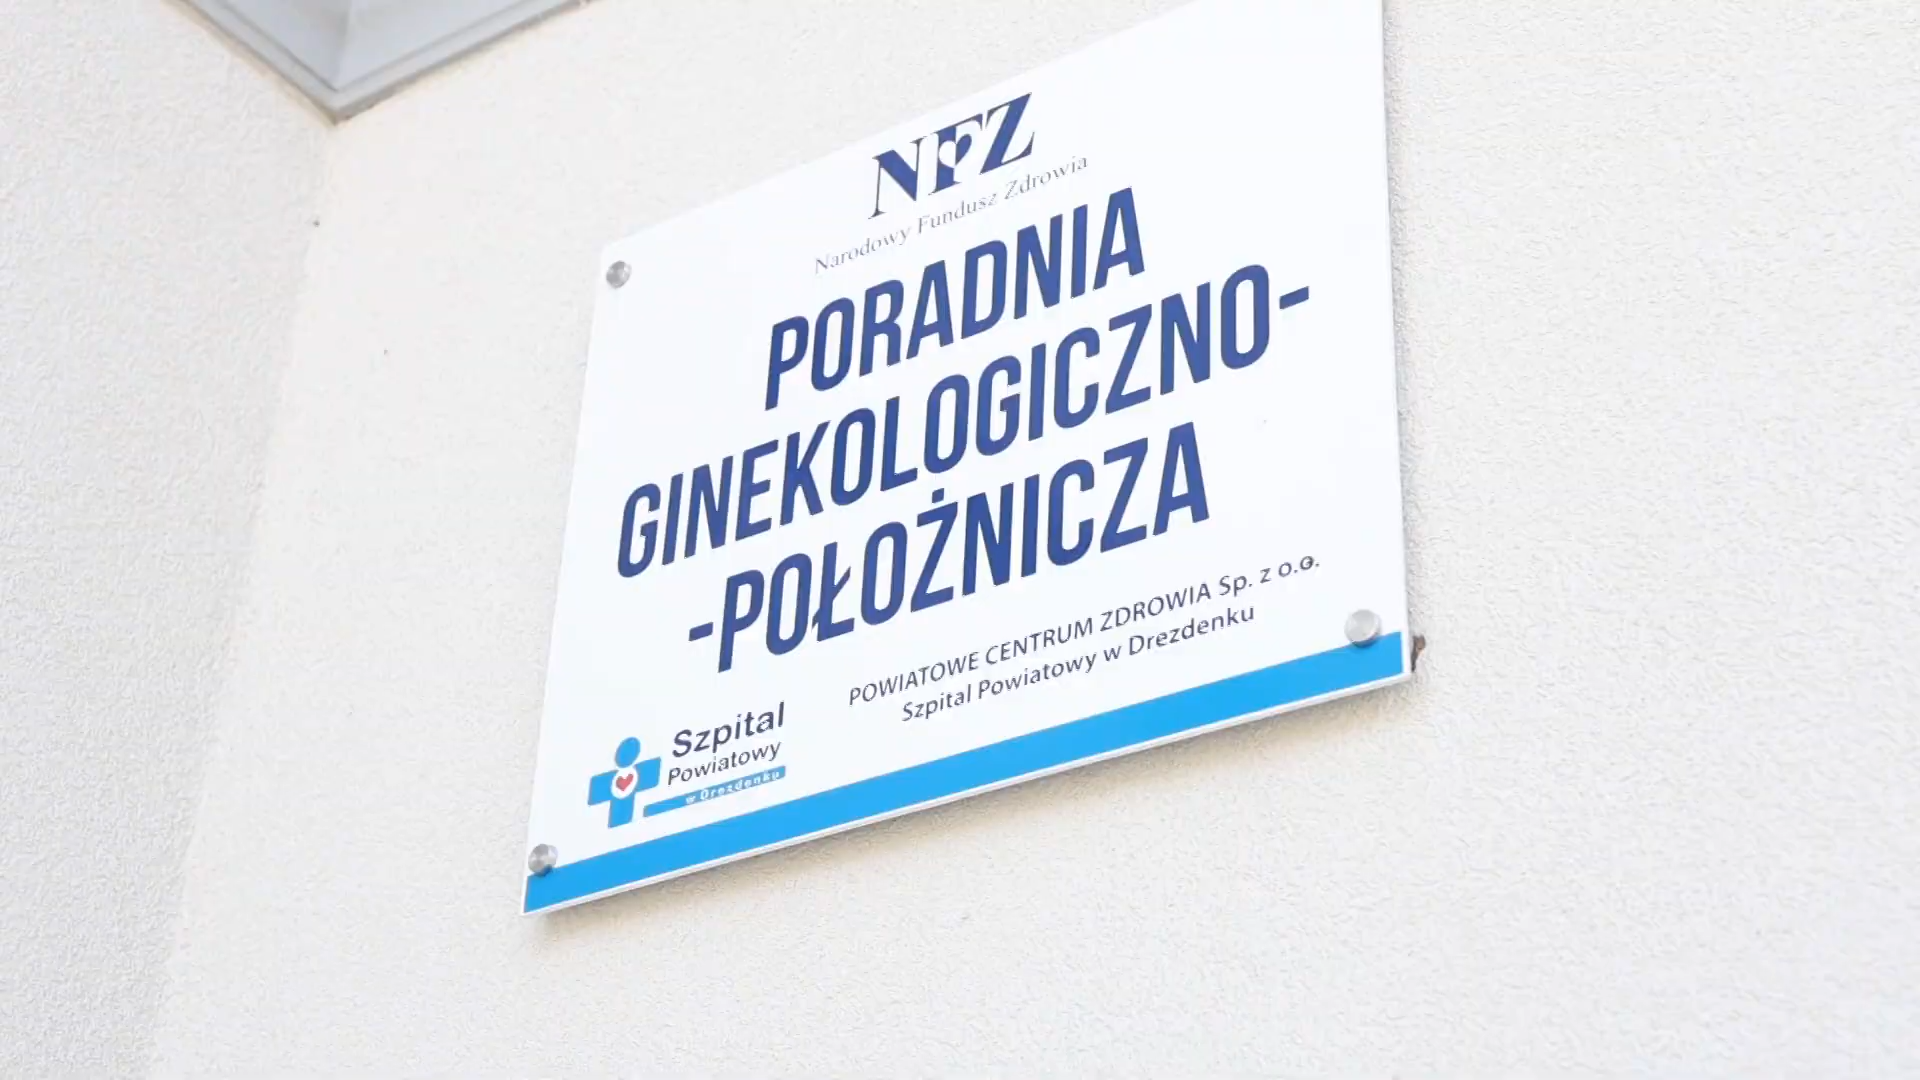 NFZ
Narodowy Fundusz Zdrowia
PORADNIA
GINEKOLOGICZNO-
-POŁOŻNICZA
POWIATOWE CENTRUM ZDROWIA Sp. z o.o.
Szpital Powiatowy w Drezdenku
Szpital
Powiatowy
w Drezdenku